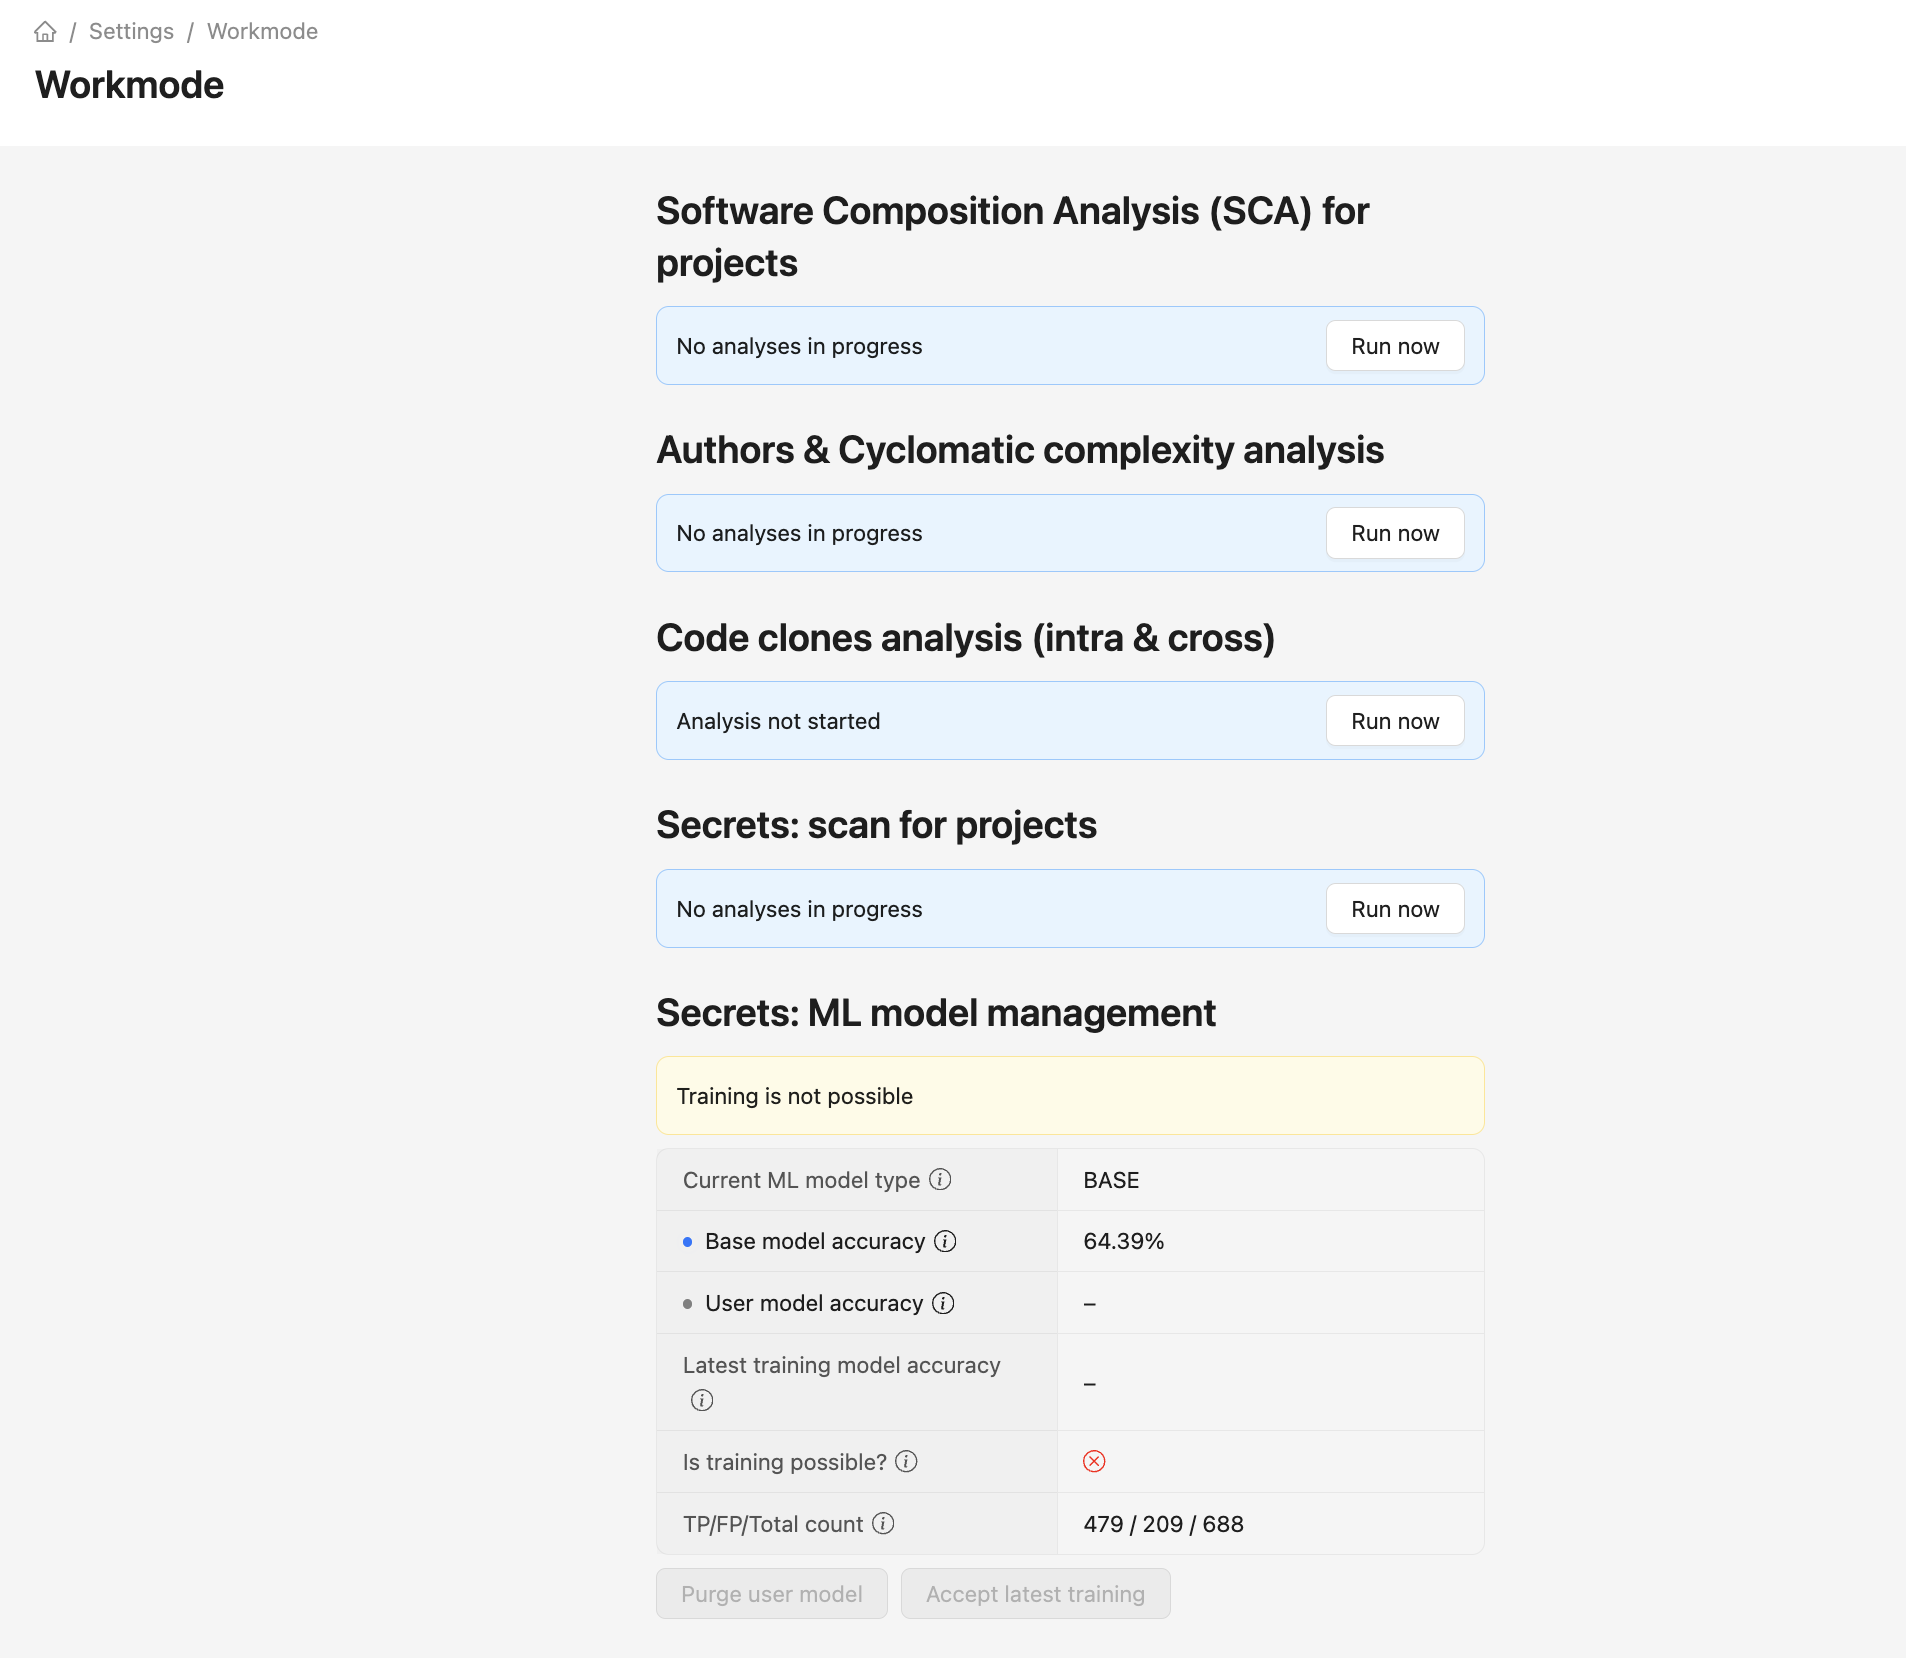 / Settings / Workmode
Workmode
Software Composition Analysis (SCA) for
projects
No analyses in progress
Run now
Authors & Cyclomatic complexity analysis
No analyses in progress
Run now
Code clones analysis (intra & cross)
Analysis not started
Run now
Secrets: scan for projects
No analyses in progress
Run now
Secrets: ML model management
Training is not possible
Current ML model type
BASE
Base model accuracy
64.39%
User model accuracy
–
Latest training model accuracy
–
Is training possible?
TP/FP/Total count
479 / 209 / 688
Purge user model
Accept latest training